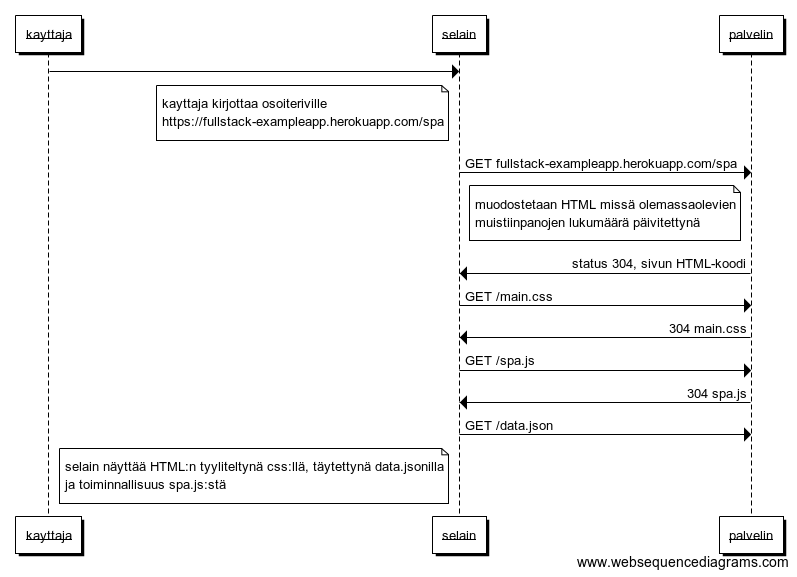 kayttaja
selain
palvelin
kayttaja kirjottaa osoiteriville
https://fullstack-exampleapp.herokuapp.com/spa
GET fullstack-exampleapp.herokuapp.com/spa
muodostetaan HTML missä olemassaolevien
muistiinpanojen lukumäärä päivitettynä
status 304, sivun HTML-koodi
GET /main.css
304 main.css
GET /spa.js
304 spa.js
GET /data.json
selain näyttää HTML:n tyyliteltynä css:llä, täytettynä data.jsonilla
ja toiminnallisuus spa.js:stä
kayttaja
selain
palvelin
www.websequencediagrams.com